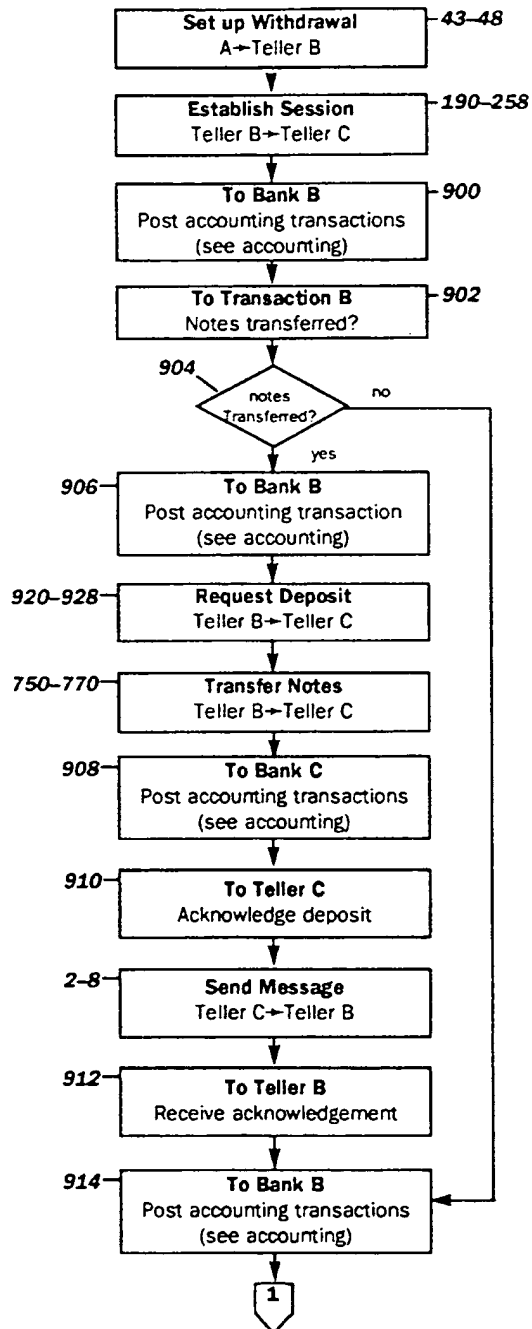 Set up Withdrawal
A→Teller B
43–48
Establish Session
Teller B→Teller C
190–258
To Bank B
Post accounting transactions
(see accounting)
900
To Transaction B
Notes transferred?
902
904
notes
Transferred?
no
yes
906
To Bank B
Post accounting transaction
(see accounting)
920–928
Request Deposit
Teller B→Teller C
750–770
Transfer Notes
Teller B→Teller C
908
To Bank C
Post accounting transactions
(see accounting)
910
To Teller C
Acknowledge deposit
2–8
Send Message
Teller C→Teller B
912
To Teller B
Receive acknowledgement
914
To Bank B
Post accounting transactions
(see accounting)
1